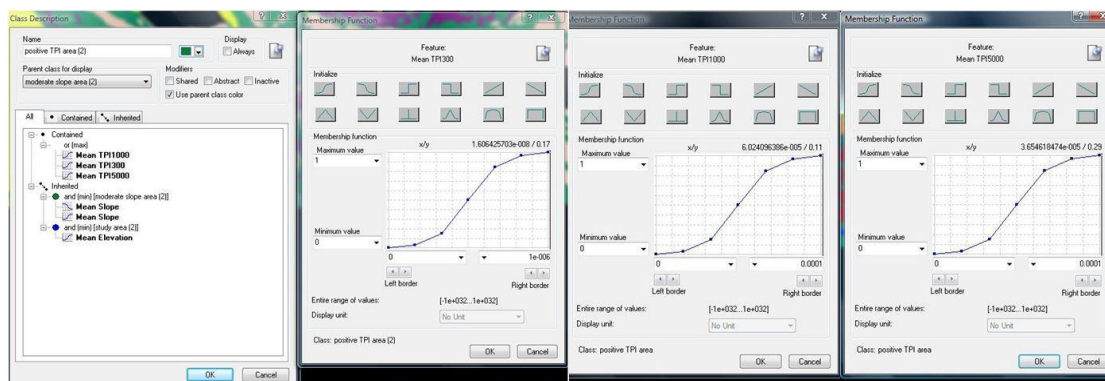 Class Description
Name
positive TPI area (2)
Display
Always
Parent class for display
moderate slope area (2)
Modifiers
Shared Abstract Inactive
Use parent class color
All Contained Inherited
Contained
or (max)
Mean TPI1000
Mean TPI300
Mean TPI5000
Inherited
and (min) [moderate slope area (2)]
Mean Slope
Mean Slope
and (min) [study area (2)]
Mean Elevation
OK Cancel
Membership Function
Feature:
Mean TPI300
Initialize
Membership function
Maximum value
x/y
1.606425703e-008 / 0.17
1
Minimum value
0
0
1e-006
Left border
Right border
Entire range of values:
[-1e+032...1e+032]
Display unit:
No Unit
Class: positive TPI area (2)
OK Cancel
Membership Function
Feature:
Mean TPI1000
Initialize
Membership function
Maximum value
x/y
6.024096386e-005 / 0.11
1
Minimum value
0
0
0.0001
Left border
Right border
Entire range of values:
[-1e+032...1e+032]
Display unit:
No Unit
Class: positive TPI area
OK Cancel
Membership Function
Feature:
Mean TPI5000
Initialize
Membership function
Maximum value
x/y
3.654618474e-005 / 0.29
1
Minimum value
0
0
0.0001
Left border
Right border
Entire range of values:
[-1e+032...1e+032]
Display unit:
No Unit
Class: positive TPI area
OK Cancel